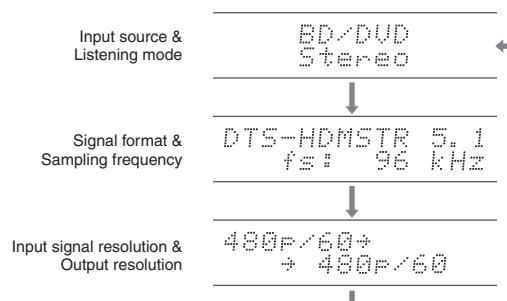 Input source &
Listening mode
BD/DVD
Stereo
Signal format &
Sampling frequency
DTS-HDMSTR 5.1
fs: 96 kHz
Input signal resolution &
Output resolution
480p/60→
→ 480p/60